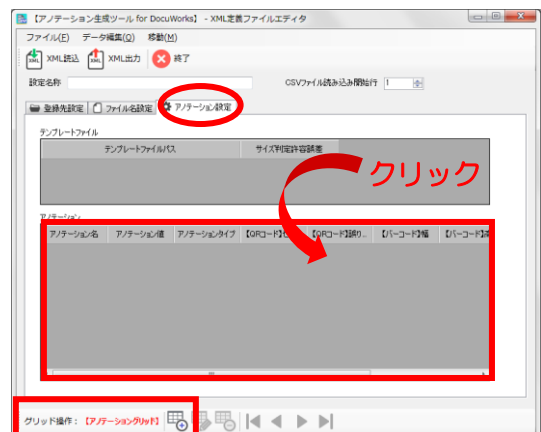 【アノテーション生成ツール for DocuWorks】 - XML定義ファイルエディタ
ファイル(F) データ編集(Q) 移動(M)
XML読込 XML出力 終了
設定名称 CSVファイル読み込み開始行 1
登録先設定 ファイル名設定 アノテーション設定
テンプレートファイル
テンプレートファイルパス サイズ判定許容誤差
クリック
アノテーション
アノテーション名 アノテーション値 アノテーションタイプ 【QRコード】 【QRコード】誤り... 【バーコード】幅 【バーコード】高
グリッド操作： 【アノテーショングリッド】